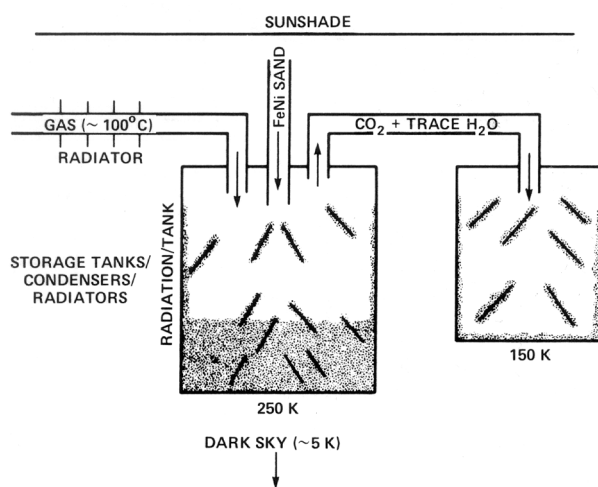 SUNSHADE
FeNi SAND
GAS (~ 100°C)
RADIATOR
CO₂ + TRACE H₂O
STORAGE TANKS/
CONDENSERS/
RADIATORS
RADIATION/TANK
250 K
150 K
DARK SKY (~5 K)